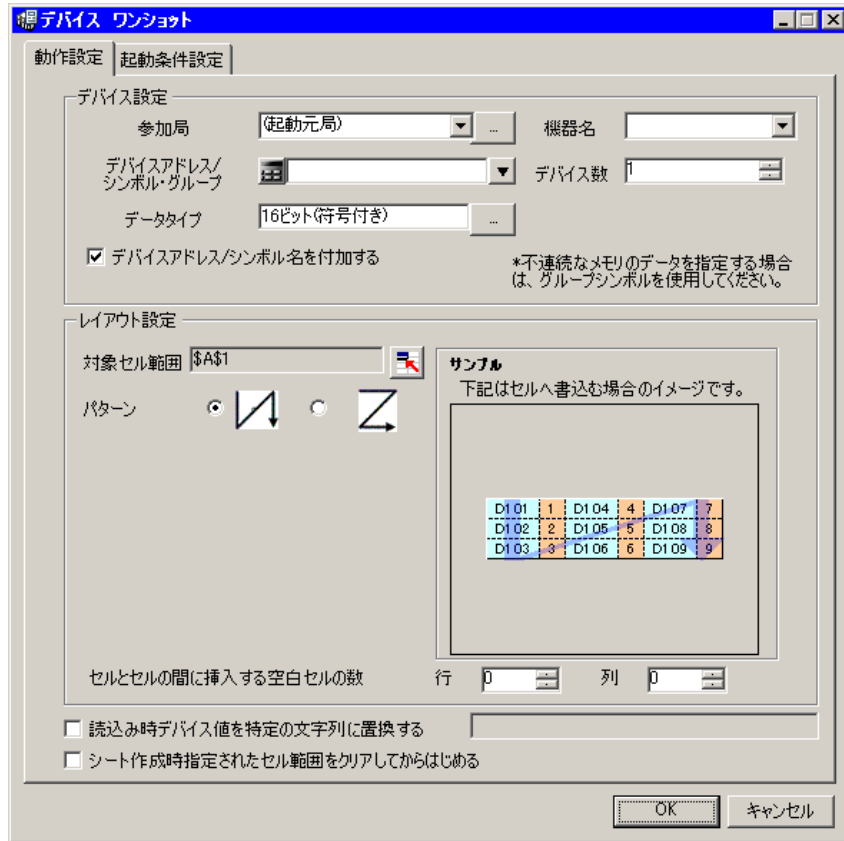 デバイス ワンショット
動作設定 起動条件設定
デバイス設定
参加局 (起動元局) ... 機器名
デバイスアドレス/
シンボル・グループ
デバイス数 1
データタイプ 16ビット(符号付き) ...
デバイスアドレス/シンボル名を付加する
*不連続なメモリのデータを指定する場合
は、グループシンボルを使用してください。
レイアウト設定
対象セル範囲 $A$1
パターン
サンプル
下記はセルへ書込む場合のイメージです。
D101 1 D104 4 D107 7
D102 2 D105 5 D108 8
D103 3 D106 6 D109 9
セルとセルの間に挿入する空白セルの数 行 0 列 0
読込み時デバイス値を特定の文字列に置換する
シート作成時指定されたセル範囲をクリアしてからはじめる
OK キャンセル